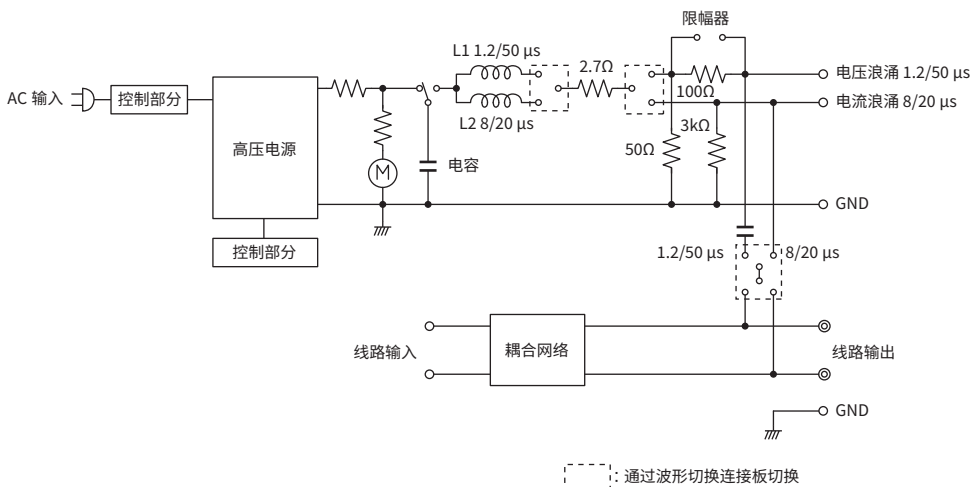 限幅器
L1 1.2/50 μs
2.7Ω
AC 输入
控制部分
100Ω
电压浪涌 1.2/50 μs
电流浪涌 8/20 μs
L2 8/20 μs
3kΩ
高压电源
50Ω
M
电容
GND
控制部分
1.2/50 μs
8/20 μs
线路输入
耦合网络
线路输出
GND
: 通过波形切换连接板切换